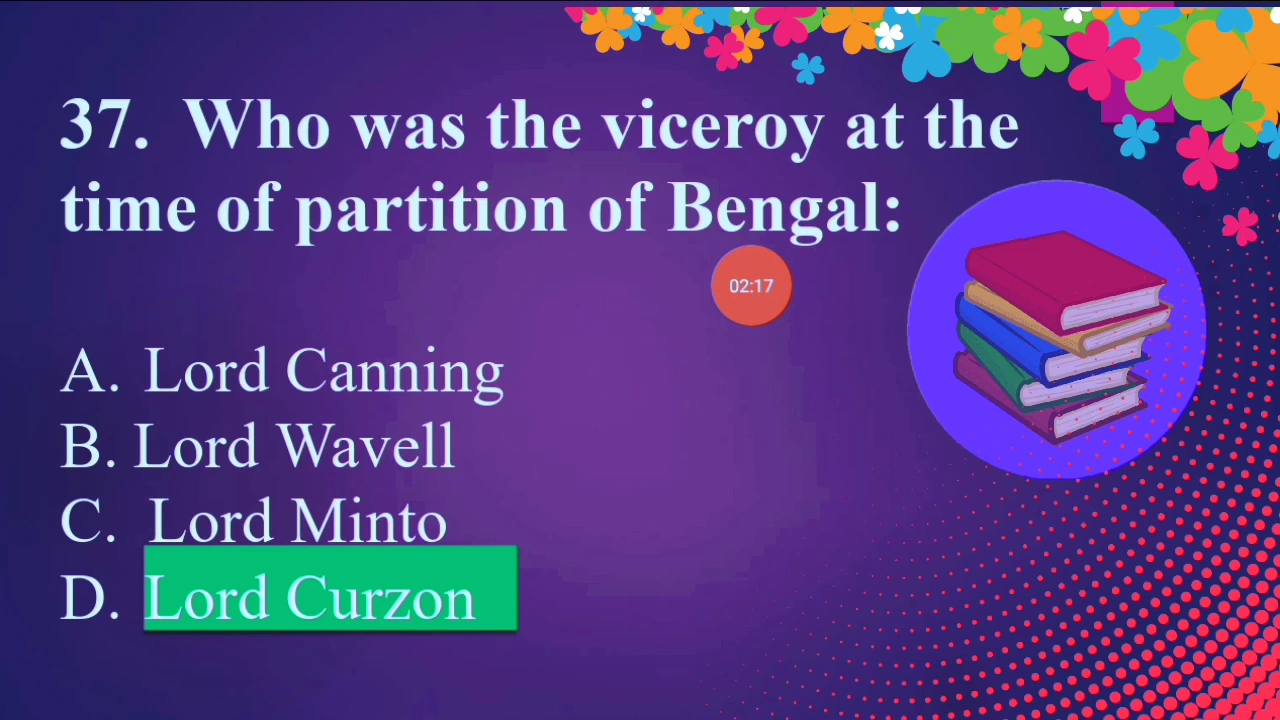 37. Who was the viceroy at the
time of partition of Bengal:
02:17
A. Lord Canning
B. Lord Wavell
C. Lord Minto
D. Lord Curzon